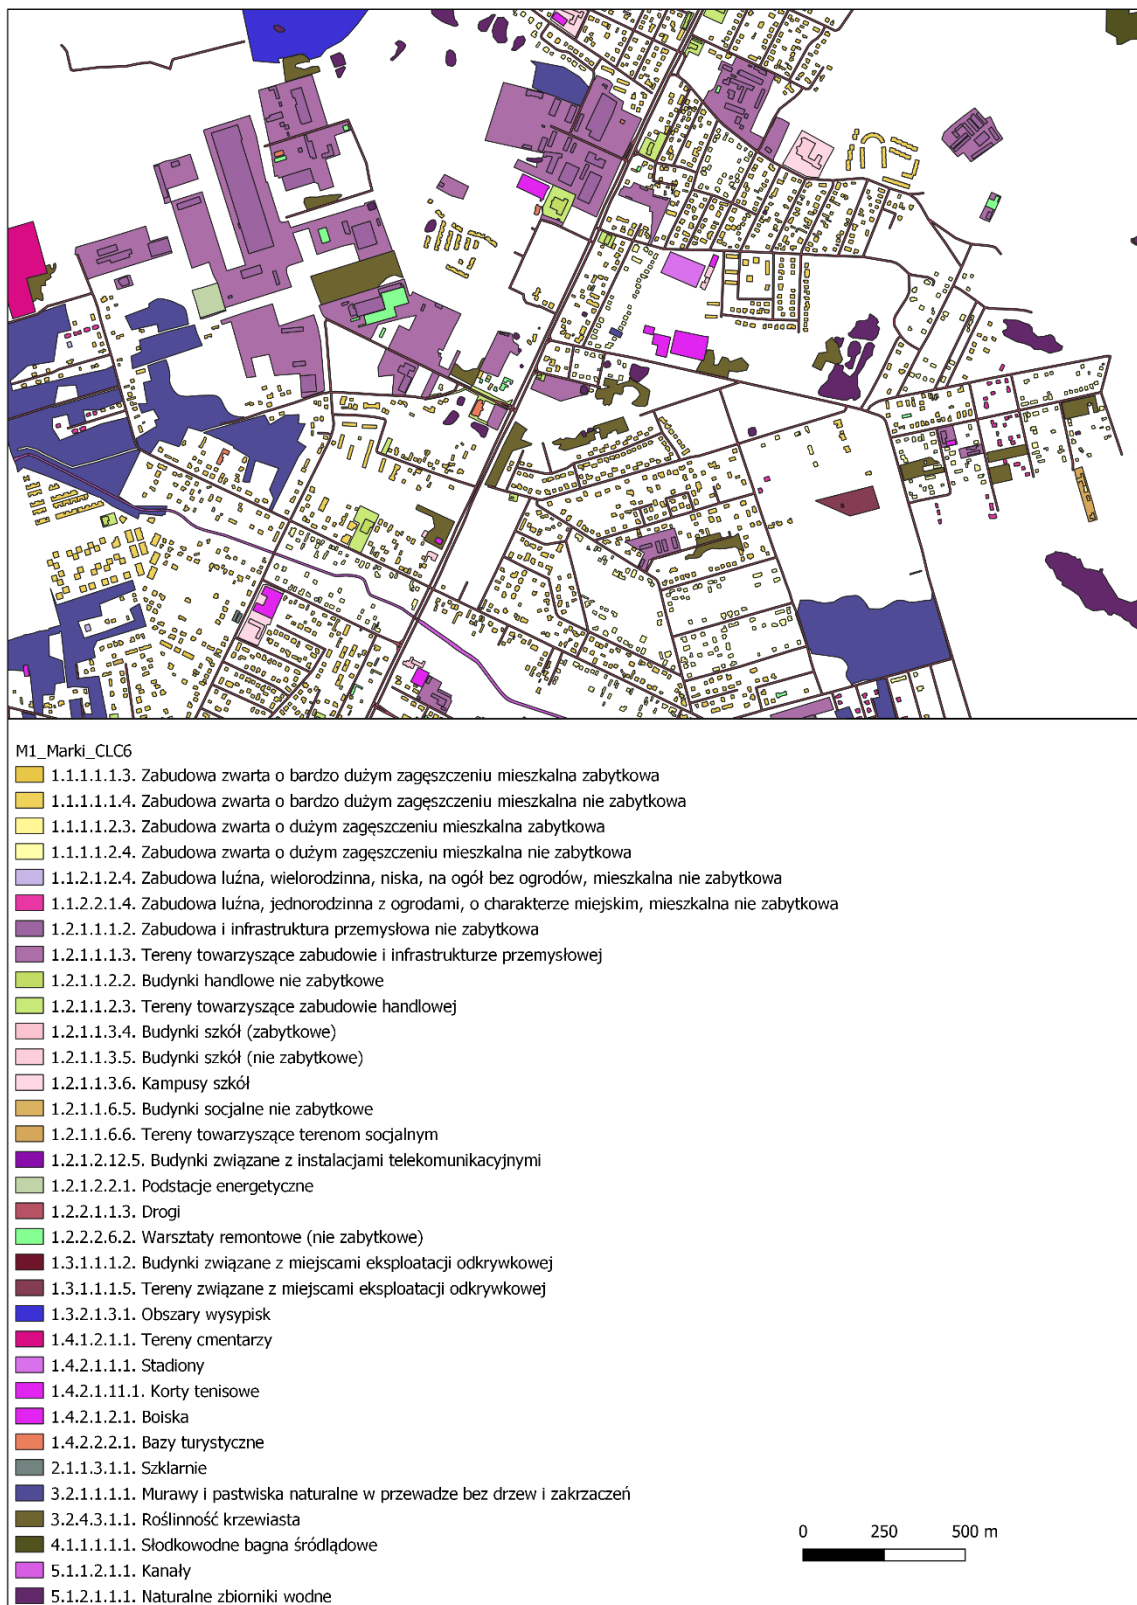 M1_Marki_CLC6
1.1.1.1.1.3. Zabudowa zwarta o bardzo dużym zagęszczeniu mieszkalna zabytkowa
1.1.1.1.1.4. Zabudowa zwarta o bardzo dużym zagęszczeniu mieszkalna nie zabytkowa
1.1.1.1.2.3. Zabudowa zwarta o dużym zagęszczeniu mieszkalna zabytkowa
1.1.1.1.2.4. Zabudowa zwarta o dużym zagęszczeniu mieszkalna nie zabytkowa
1.1.2.1.2.4. Zabudowa luźna, wielorodzinna, niska, na ogół bez ogrodów, mieszkalna nie zabytkowa
1.1.2.2.1.4. Zabudowa luźna, jednorodzinna z ogrodami, o charakterze miejskim, mieszkalna nie zabytkowa
1.2.1.1.1.2. Zabudowa i infrastruktura przemysłowa nie zabytkowa
1.2.1.1.1.3. Tereny towarzyszące zabudowie i infrastrukturze przemysłowej
1.2.1.1.2.2. Budynki handlowe nie zabytkowe
1.2.1.1.2.3. Tereny towarzyszące zabudowie handlowej
1.2.1.1.3.4. Budynki szkół (zabytkowe)
1.2.1.1.3.5. Budynki szkół (nie zabytkowe)
1.2.1.1.3.6. Kampusy szkół
1.2.1.1.6.5. Budynki socjalne nie zabytkowe
1.2.1.1.6.6. Tereny towarzyszące terenom socjalnym
1.2.1.2.12.5. Budynki związane z instalacjami telekomunikacyjnymi
1.2.1.2.2.1. Podstacje energetyczne
1.2.2.1.1.3. Drogi
1.2.2.2.6.2. Warsztaty remontowe (nie zabytkowe)
1.3.1.1.1.2. Budynki związane z miejscami eksploatacji odkrywkowej
1.3.1.1.1.5. Tereny związane z miejscami eksploatacji odkrywkowej
1.3.2.1.3.1. Obszary wysypisk
1.4.1.2.1.1. Tereny cmentarzy
1.4.2.1.1.1. Stadiony
1.4.2.1.11.1. Korty tenisowe
1.4.2.1.2.1. Boiska
1.4.2.2.2.1. Bazy turystyczne
2.1.1.3.1.1. Szklarnie
3.2.1.1.1.1. Murawy i pastwiska naturalne w przewadze bez drzew i zakrzaczeń
3.2.4.3.1.1. Roślinność krzewiasta
4.1.1.1.1.1. Słodkowodne bagna śródlądowe
5.1.1.2.1.1. Kanały
5.1.2.1.1.1. Naturalne zbiorniki wodne
0 250 500 m